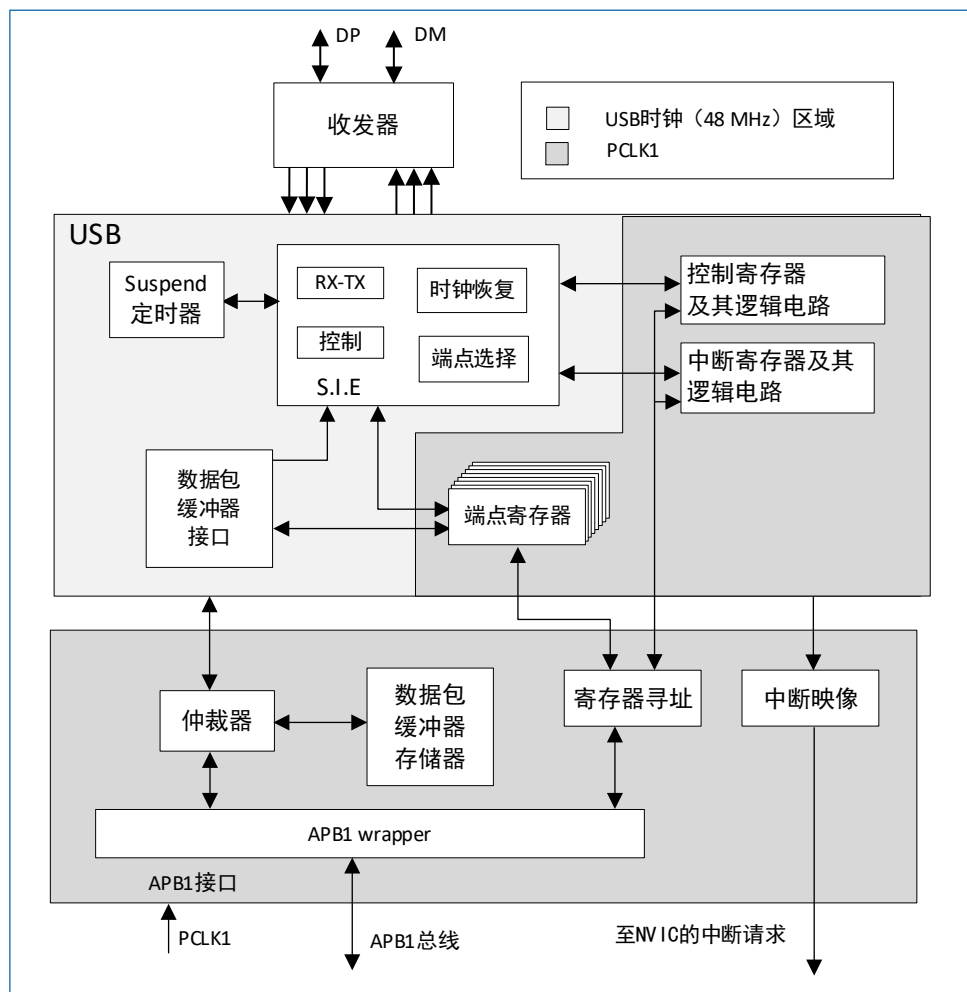 DP
DM
收发器
USB时钟（48 MHz）区域
PCLK1
USB
Suspend
定时器
RX-TX
时钟恢复
控制
端点选择
S.I.E
控制寄存器
及其逻辑电路
中断寄存器及其
逻辑电路
数据包
缓冲器
接口
端点寄存器
仲裁器
数据包
缓冲器
存储器
寄存器寻址
中断映像
APB1 wrapper
APB1接口
PCLK1
APB1总线
至NVIC的中断请求